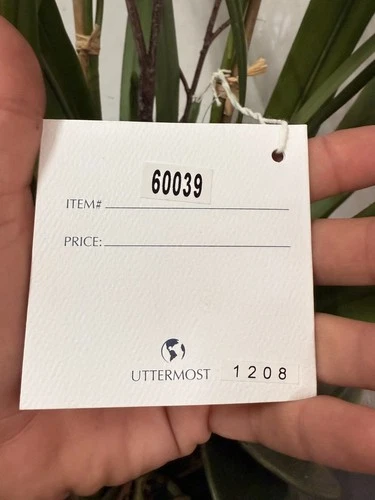 60039
ITEM#
PRICE:
UTTERMOST 1208